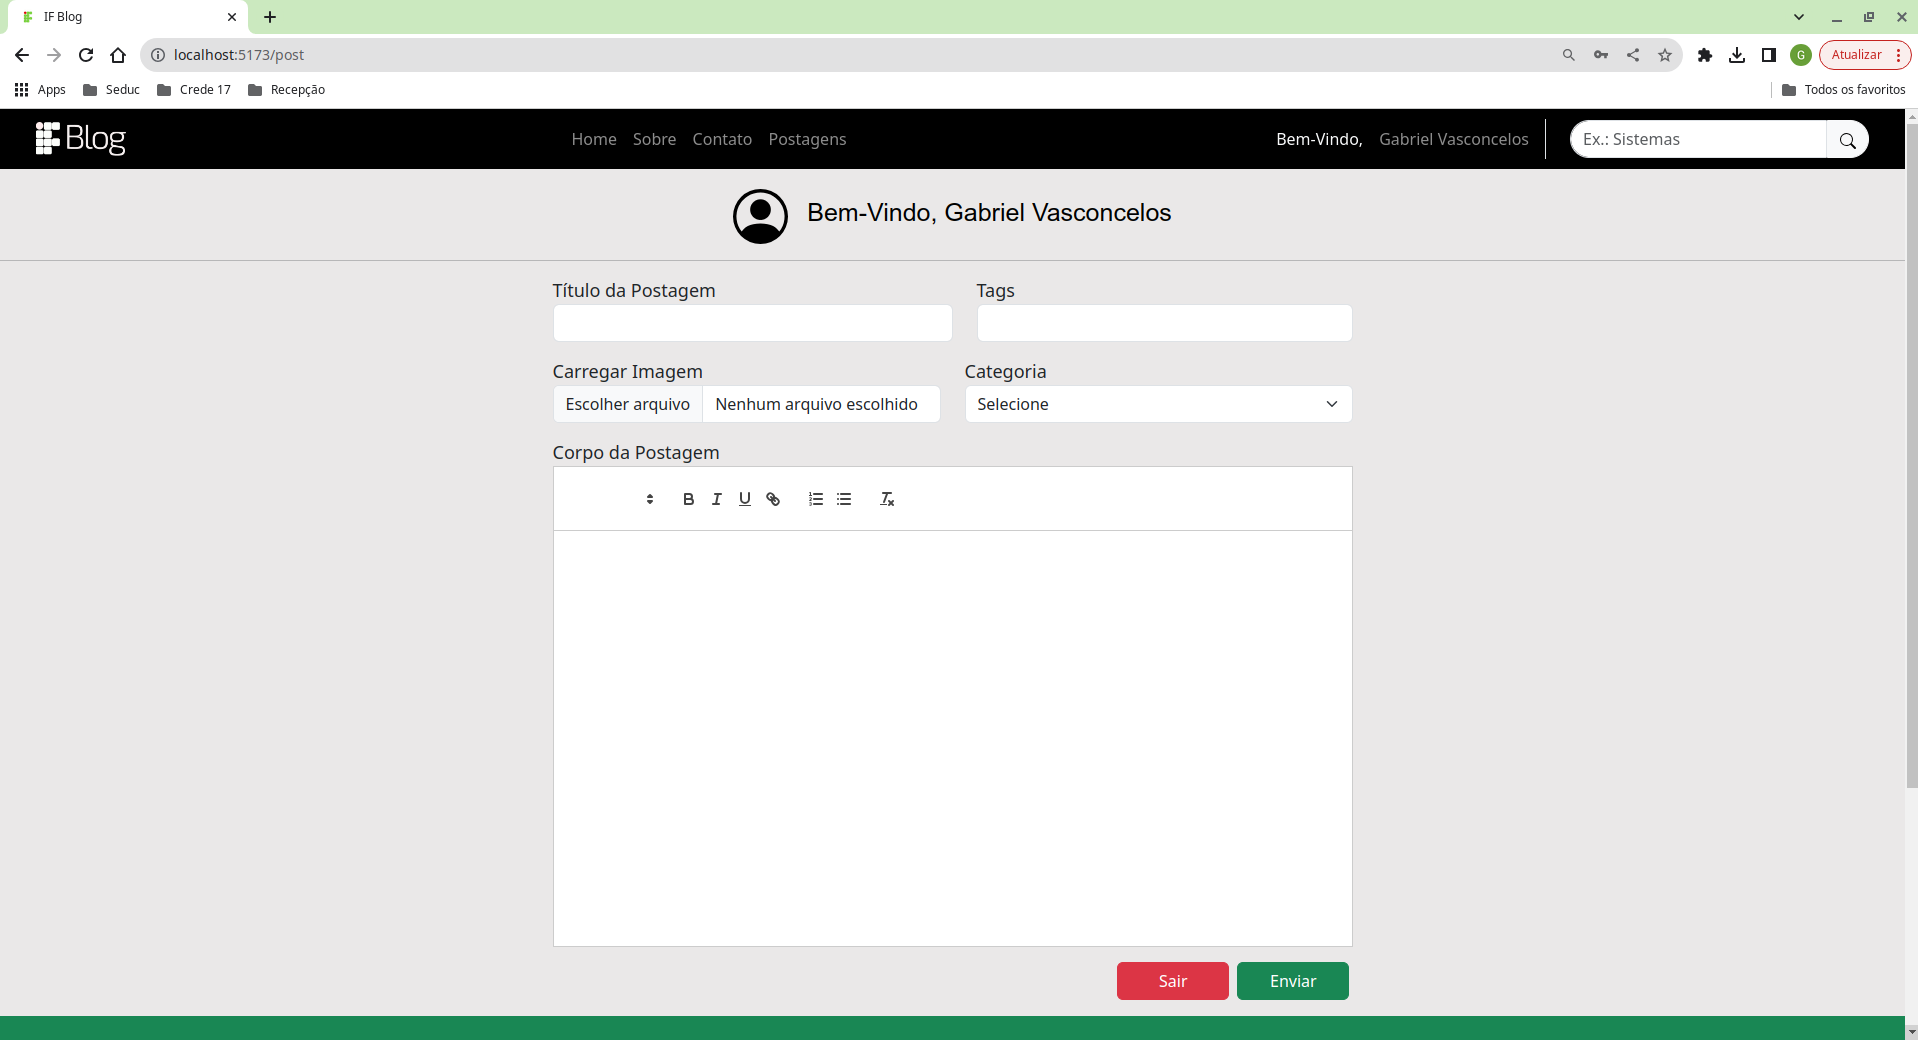 IF Blog
localhost:5173/post
G
Atualizar
Apps
Seduc
Crede 17
Recepção
Todos os favoritos
IF Blog
Home
Sobre
Contato
Postagens
Bem-Vindo,
Gabriel Vasconcelos
Ex.: Sistemas
Bem-Vindo, Gabriel Vasconcelos
Título da Postagem
Tags
Carregar Imagem
Categoria
Escolher arquivo
Nenhum arquivo escolhido
Selecione
Corpo da Postagem
Sair
Enviar